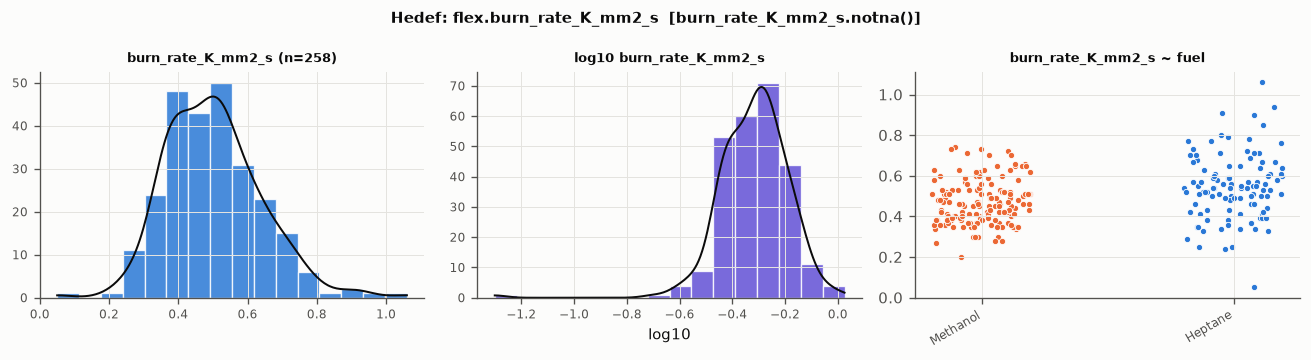 Hedef: flex.burn_rate_K_mm2_s [burn_rate_K_mm2_s.notna()]
burn_rate_K_mm2_s (n=258)
50
40
30
20
10
0
0.0 0.2 0.4 0.6 0.8 1.0
log10 burn_rate_K_mm2_s
70
60
50
40
30
20
10
0
−1.2 −1.0 −0.8 −0.6 −0.4 −0.2 0.0
log10
burn_rate_K_mm2_s ~ fuel
1.0
0.8
0.6
0.4
0.2
0.0
Methanol Heptane